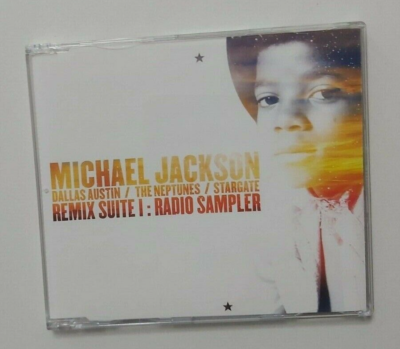 MICHAEL JACKSON
DALLAS AUSTIN / THE NEPTUNES / STARGATE
REMIX SUITE I : RADIO SAMPLER